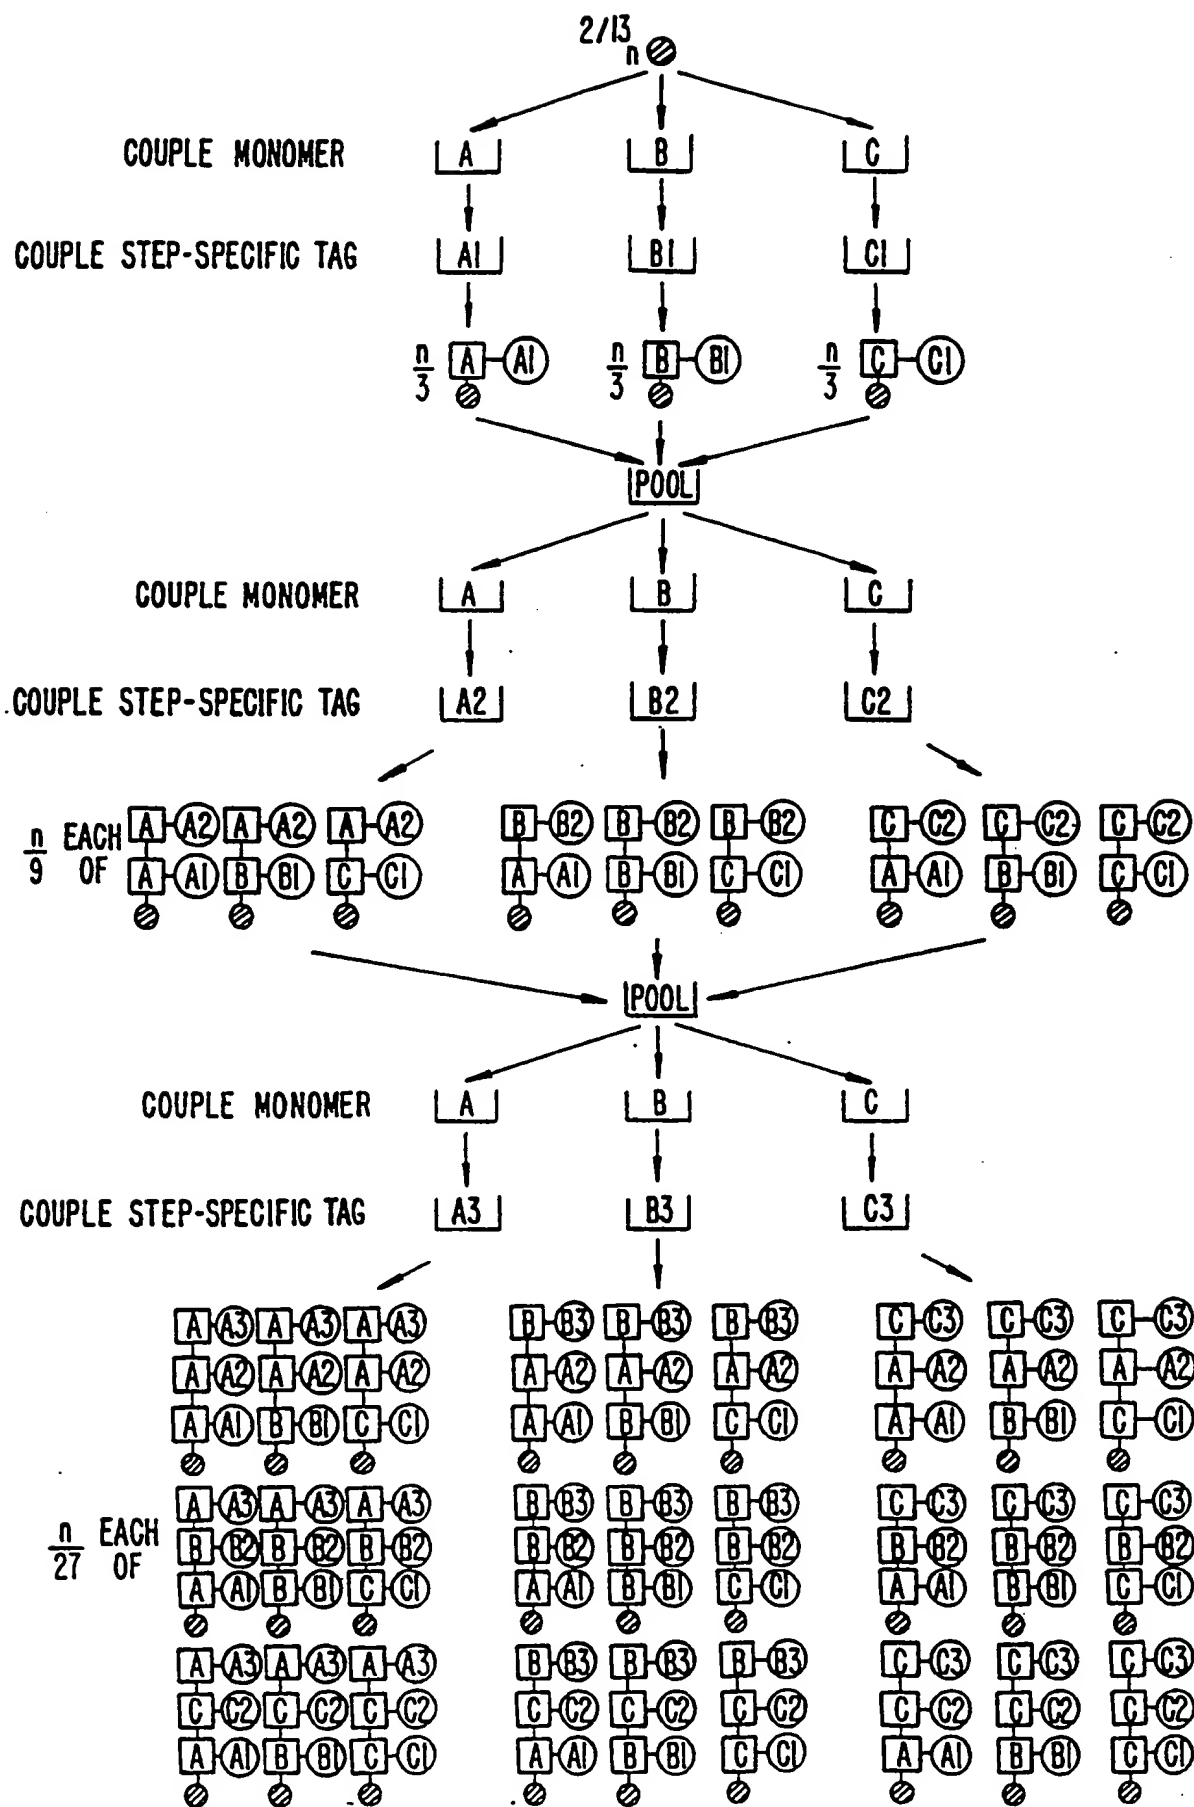 2/13
n
COUPLE MONOMER A B C
COUPLE STEP-SPECIFIC TAG A1 B1 C1
n/3 A A1 n/3 B B1 n/3 C C1
POOL
COUPLE MONOMER A B C
COUPLE STEP-SPECIFIC TAG A2 B2 C2
A A2 A A2 A A2 B B2 B B2 B B2 C C2 C C2 C C2
n/9 EACH OF
A A1 B B1 C C1 A A1 B B1 C C1 A A1 B B1 C C1
POOL
COUPLE MONOMER A B C
COUPLE STEP-SPECIFIC TAG A3 B3 C3
A A3 A A3 A A3 B B3 B B3 B B3 C C3 C C3 C C3
A A2 A A2 A A2 A A2 A A2 A A2 A A2 A A2 A A2
A A1 B B1 C C1 A A1 B B1 C C1 A A1 B B1 C C1
n/27 EACH OF
A A3 A A3 A A3 B B3 B B3 B B3 C C3 C C3 C C3
B B2 B B2 B B2 B B2 B B2 B B2 B B2 B B2 B B2
A A1 B B1 C C1 A A1 B B1 C C1 A A1 B B1 C C1
A A3 A A3 A A3 B B3 B B3 B B3 C C3 C C3 C C3
C C2 C C2 C C2 C C2 C C2 C C2 C C2 C C2 C C2
A A1 B B1 C C1 A A1 B B1 C C1 A A1 B B1 C C1